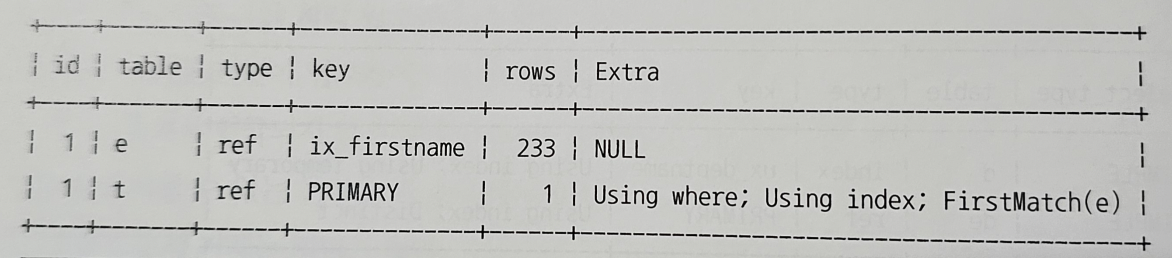 +----+-------+------+--------------+------+----------------------------------------+
| id | table | type | key | rows | Extra |
+----+-------+------+--------------+------+----------------------------------------+
| 1 | e | ref | ix_firstname | 233 | NULL |
| 1 | t | ref | PRIMARY | 1 | Using where; Using index; FirstMatch(e) |
+----+-------+------+--------------+------+----------------------------------------+